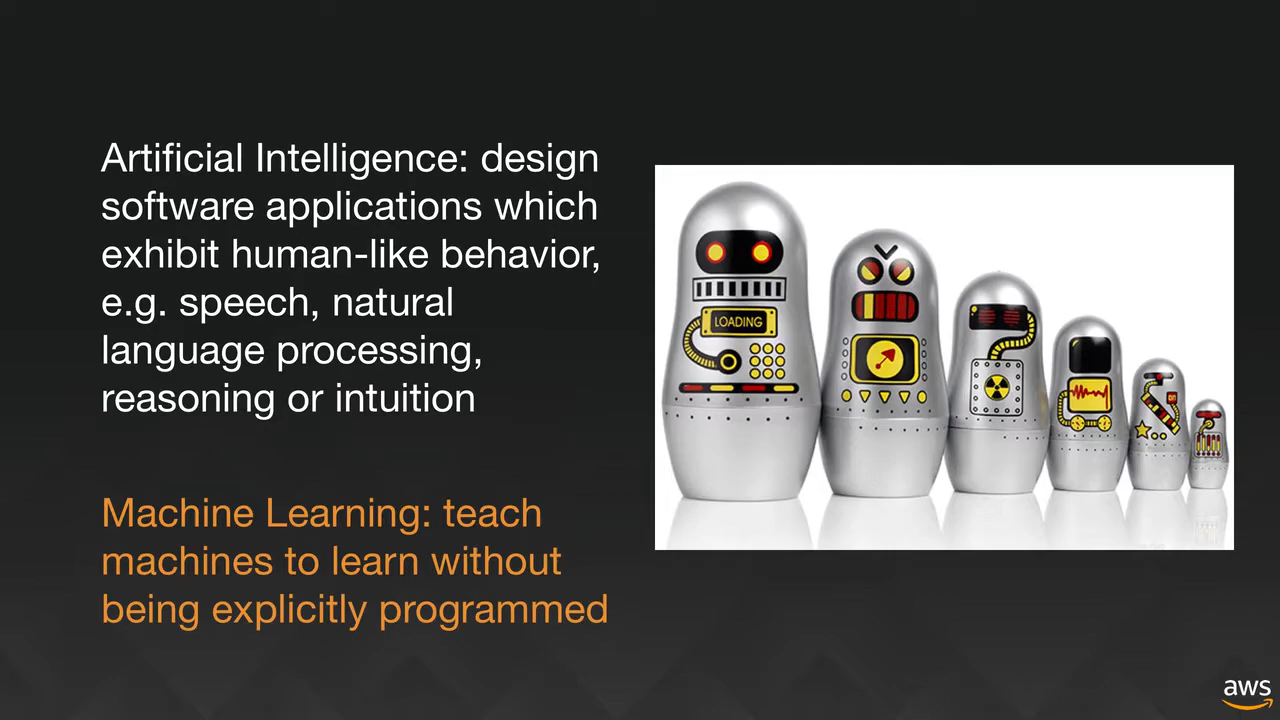 Artificial Intelligence: design
software applications which
exhibit human-like behavior,
e.g. speech, natural
language processing,
reasoning or intuition
Machine Learning: teach
machines to learn without
being explicitly programmed
LOADING
aws